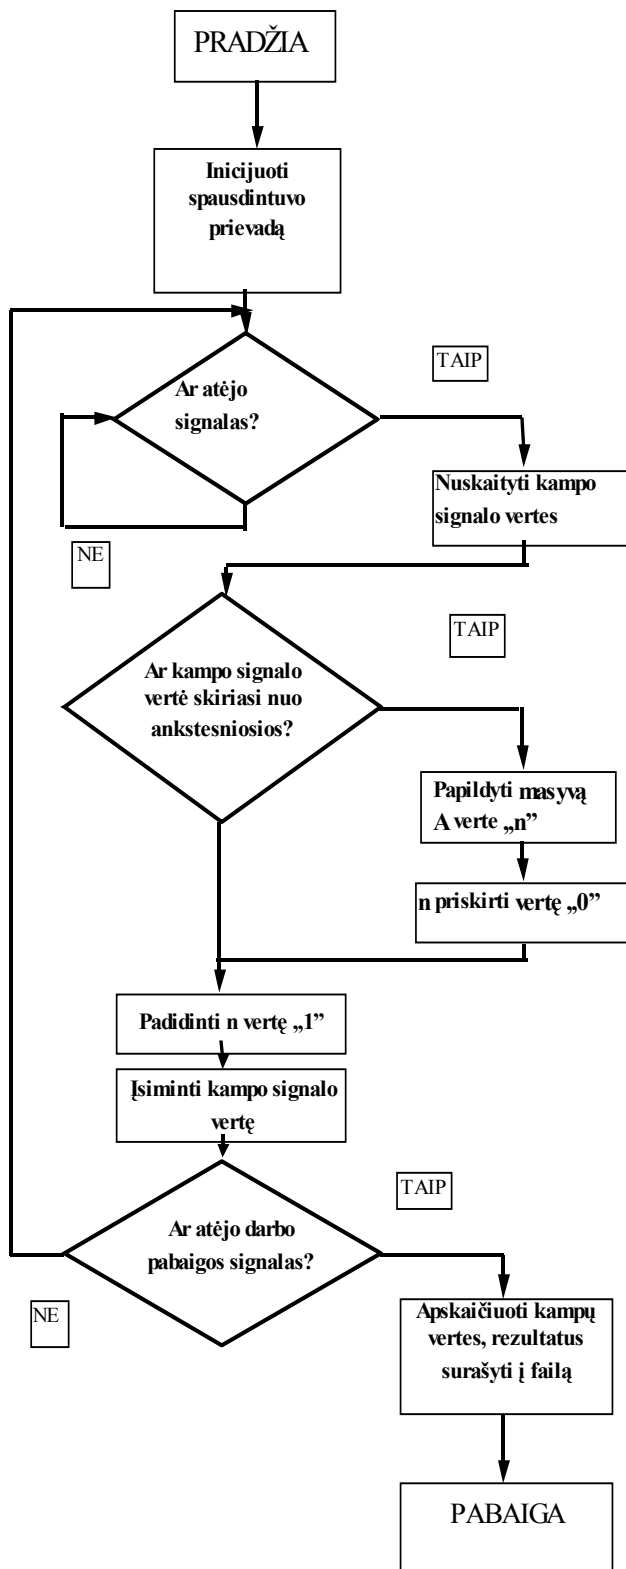 PRADŽIA
Inicijuoti
spausdintuvo
prievadą
Ar atėjo
signalas?
TAIP
NE
Nuskaityti kampo
signalo vertes
TAIP
Ar kampo signalo
vertė skiriasi nuo
ankstesniosios?
Papildyti masyvą
A verte „n”
n priskirti vertę „0”
Padidinti n vertę „1”
Įsiminti kampo signalo
vertę
TAIP
Ar atėjo darbo
pabaigos signalas?
NE
Apskaičiuoti kampų
vertes, rezultatus
surašyti į failą
PABAIGA